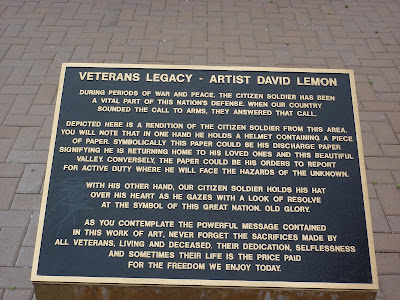 VETERANS LEGACY - ARTIST DAVID LEMON
DURING PERIODS OF WAR AND PEACE, THE CITIZEN SOLDIER HAS BEEN
A VITAL PART OF THIS NATION'S DEFENSE. WHEN OUR COUNTRY
SOUNDED THE CALL TO ARMS, THEY ANSWERED THAT CALL.
DEPICTED HERE IS A RENDITION OF THE CITIZEN SOLDIER FROM THIS AREA.
YOU WILL NOTE THAT IN ONE HAND HE HOLDS A HELMET CONTAINING A PIECE
OF PAPER. SYMBOLICALLY THIS PAPER COULD BE HIS DISCHARGE PAPER
SIGNIFYING HE IS RETURNING HOME TO HIS LOVED ONES AND THIS BEAUTIFUL
VALLEY. CONVERSELY, THE PAPER COULD BE HIS ORDERS TO REPORT
FOR ACTIVE DUTY WHERE HE WILL FACE THE HAZARDS OF THE UNKNOWN.
WITH HIS OTHER HAND, OUR CITIZEN SOLDIER HOLDS HIS HAT
OVER HIS HEART AS HE GAZES WITH A LOOK OF RESOLVE
AT THE SYMBOL OF THIS GREAT NATION, OLD GLORY.
AS YOU CONTEMPLATE THE POWERFUL MESSAGE CONTAINED
IN THIS WORK OF ART, NEVER FORGET THE SACRIFICES MADE BY
ALL VETERANS, LIVING AND DECEASED. THEIR DEDICATION, SELFLESSNESS
AND SOMETIMES THEIR LIFE IS THE PRICE PAID
FOR THE FREEDOM WE ENJOY TODAY.